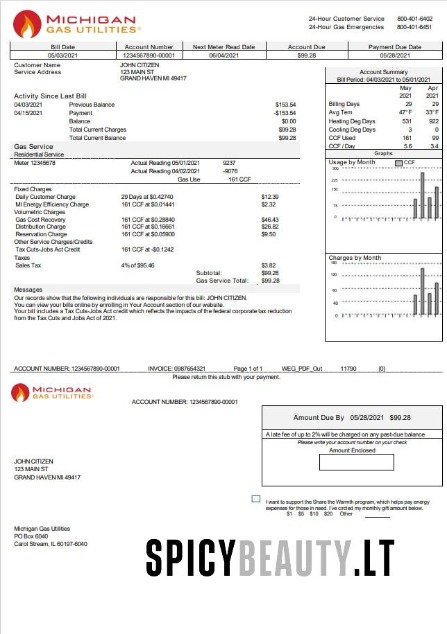 MICHIGAN
GAS UTILITIES
24-Hour Customer Service 800-401-6402
24-Hour Gas Emergencies 800-401-6451
Bill Date Account Number Next Meter Read Date Account Due Payment Due Date
05/03/2021 1234567890-00001 06/04/2021 $99.28 05/28/2021
Customer Name JOHN CITIZEN
Service Address 123 MAIN ST
GRAND HAVEN MI 49417
Account Summary
Bill Period: 04/03/2021 to 05/01/2021
May Apr
2021 2021
Billing Days 29 29
Avg Tem 47°F 33°F
Heating Deg Days 531 922
Cooling Deg Days 3 0
CCF Used 161 99
CCF / Day 5.6 3.4
Graphs
Usage by Month CCF
Charges by Month
Activity Since Last Bill
04/03/2021 Previous Balance $153.54
04/15/2021 Payment -$153.54
Balance $0.00
Total Current Charges $99.28
Total Current Balance $99.28
Gas Service
Residential Service
Meter 12345678 Actual Reading 05/01/2021 9237
Actual Reading 04/02/2021 -9076
Gas Use 161 CCF
Fixed Charges
Daily Customer Charge 29 Days at $0.42740 $12.39
MI Energy Efficiency Charge 161 CCF at $0.01441 $2.32
Volumetric Charges
Gas Cost Recovery 161 CCF at $0.28840 $46.43
Distribution Charge 161 CCF at $0.16661 $26.82
Reservation Charge 161 CCF at $0.05900 $9.50
Other Service Charges/Credits
Tax Cuts-Jobs Act Credit 161 CCF at -$0.1242
Taxes
Sales Tax 4% of $95.46 $3.82
Subtotal: $99.28
Gas Service Total: $99.28
Messages
Our records show that the following individuals are responsible for this bill: JOHN CITIZEN.
You can view your bills online by enrolling in Your Account section of our website.
Your bill includes a Tax Cuts-Jobs Act credit which reflects the impacts of the federal corporate tax reduction
from the Tax Cuts and Jobs Act of 2021.
ACCOUNT NUMBER: 1234567890-00001 INVOICE: 0987654321 Page 1 of 1 WEG_PDF_Out 11790 {0}
Please return this stub with your payment.
MICHIGAN
GAS UTILITIES
ACCOUNT NUMBER: 1234567890-00001
Amount Due By 05/28/2021 $99.28
A late fee of up to 2% will be charged on any past-due balance
Please write your account number on your check
Amount Enclosed
JOHN CITIZEN
123 MAIN ST
GRAND HAVEN MI 49417
I want to support the Share the Warmth program, which helps pay energy
expenses for those in need. I've circled my monthly gift amount below.
$1 $5 $10 $20 Other
Michigan Gas Utilities
PO Box 6040
Carol Stream, IL 60197-6040
SPICYBEAUTY.LT